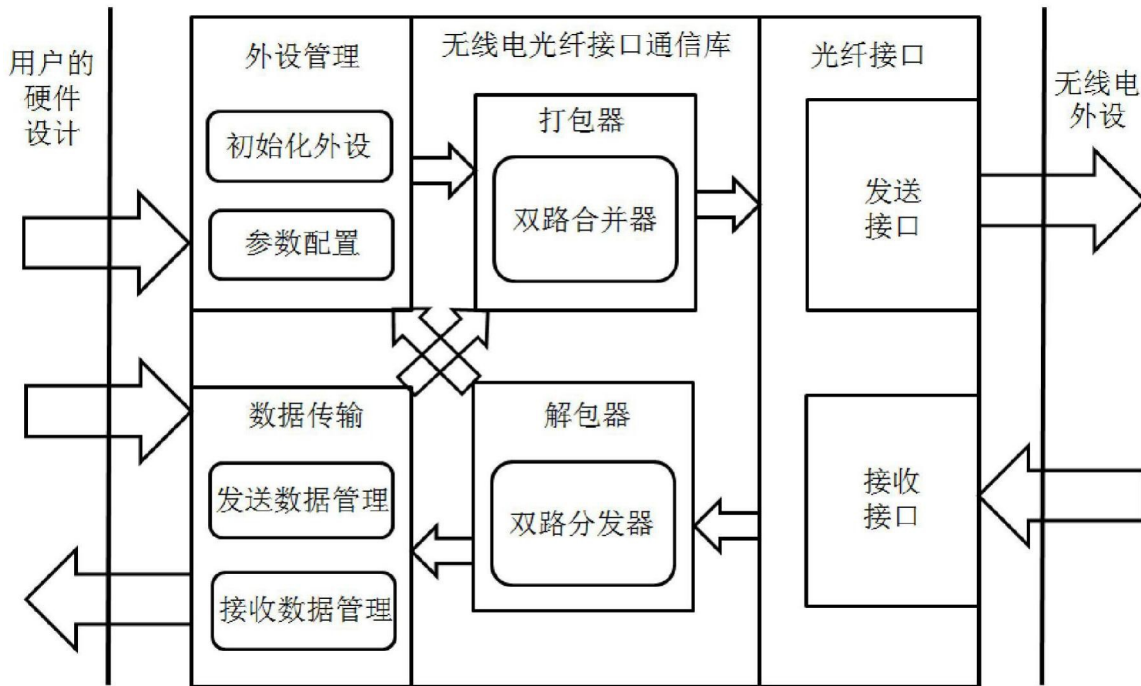 用户的
硬件
设计
外设管理
初始化外设
参数配置
数据传输
发送数据管理
接收数据管理
无线电光纤接口通信库
打包器
双路合并器
解包器
双路分发器
光纤接口
发送
接口
接收
接口
无线电
外设